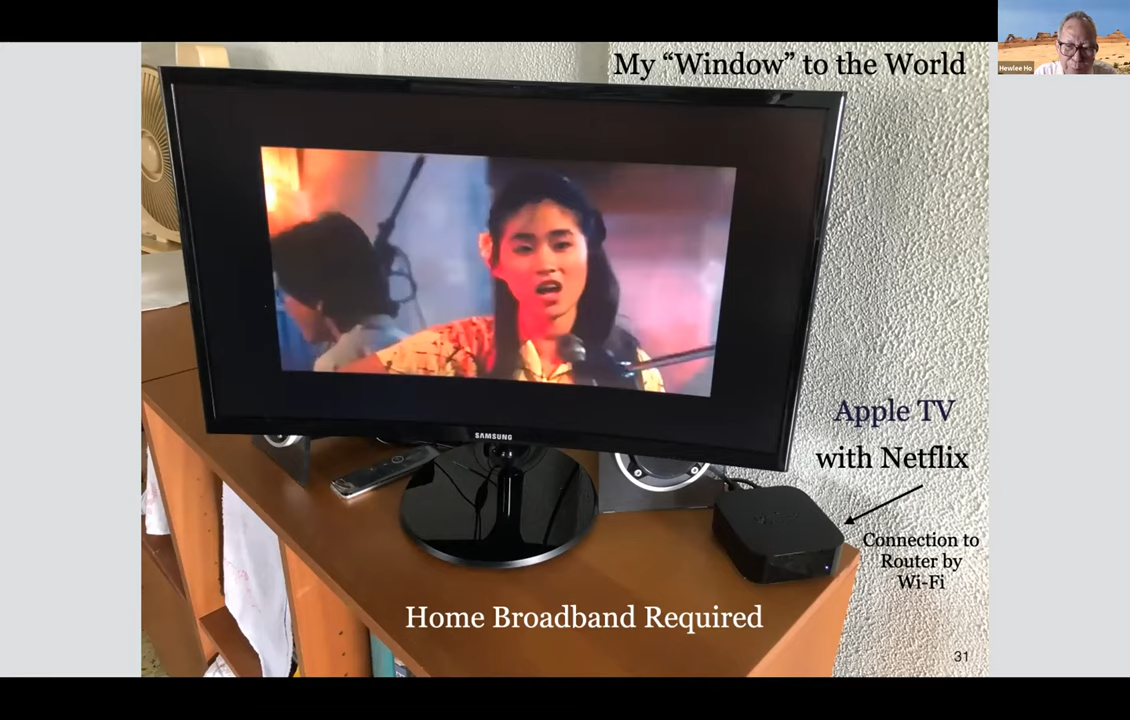 My “Window” to the World
Hewlee Ho
SAMSUNG
Apple TV
with Netflix
Connection to
Router by
Wi-Fi
Home Broadband Required
31